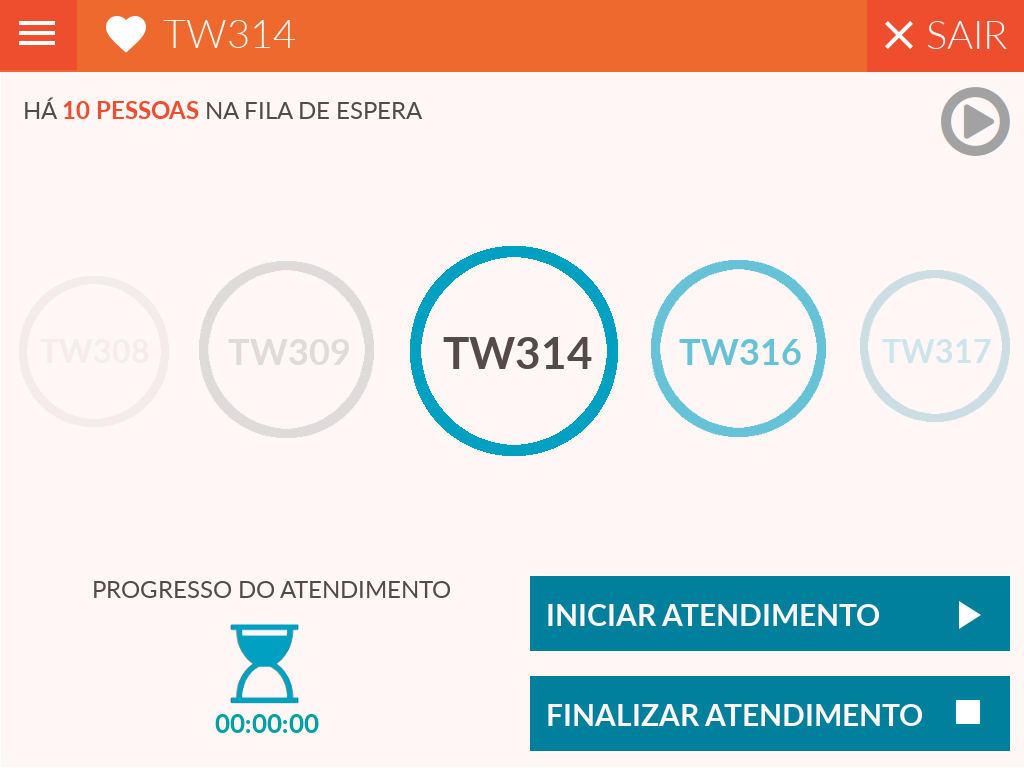 TW314
SAIR
HÁ 10 PESSOAS NA FILA DE ESPERA
TW308
TW309
TW314
TW316
TW317
PROGRESSO DO ATENDIMENTO
00:00:00
INICIAR ATENDIMENTO
FINALIZAR ATENDIMENTO